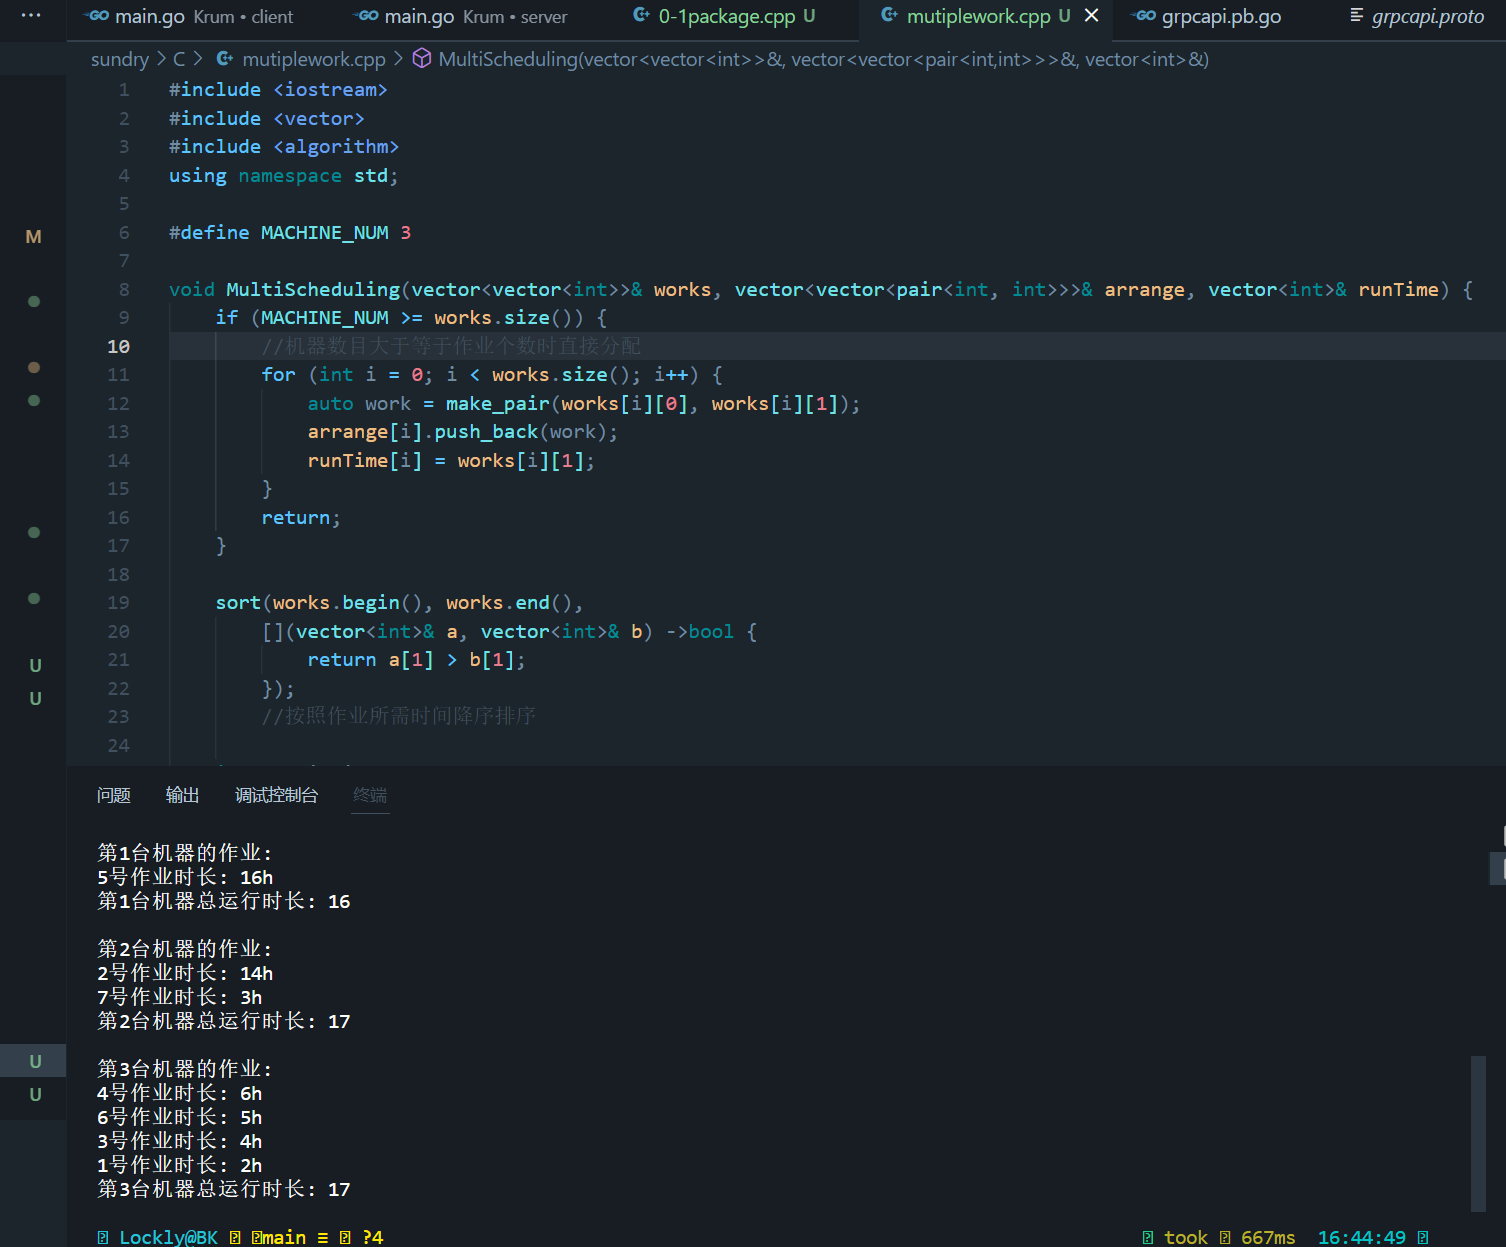 ··· GO main.go Krum • client GO main.go Krum • server C++ 0-1package.cpp U C++ mutiplework.cpp U × GO grpcapi.pb.go grpcapi.proto
sundry > C > C++ mutiplework.cpp > MultiScheduling(vector<vector<int>>&, vector<vector<pair<int,int>>>&, vector<int>&)
1 #include <iostream>
2 #include <vector>
3 #include <algorithm>
4 using namespace std;
5
6 #define MACHINE_NUM 3
M
7
8 void MultiScheduling(vector<vector<int>>& works, vector<vector<pair<int, int>>>& arrange, vector<int>& runTime) {
9 if (MACHINE_NUM >= works.size()) {
10 //机器数目大于等于作业个数时直接分配
11 for (int i = 0; i < works.size(); i++) {
12 auto work = make_pair(works[i][0], works[i][1]);
13 arrange[i].push_back(work);
14 runTime[i] = works[i][1];
15 }
16 return;
17 }
18
19 sort(works.begin(), works.end(),
20 [](vector<int>& a, vector<int>& b) ->bool {
21 return a[1] > b[1];
U
22 });
U
23 //按照作业所需时间降序排序
24
问题 输出 调试控制台 终端
第1台机器的作业:
5号作业时长: 16h
第1台机器总运行时长: 16
第2台机器的作业:
2号作业时长: 14h
7号作业时长: 3h
第2台机器总运行时长: 17
第3台机器的作业:
U
4号作业时长: 6h
U
6号作业时长: 5h
3号作业时长: 4h
1号作业时长: 2h
第3台机器总运行时长: 17
Lockly@BK main ≡ ?4 took 667ms 16:44:49